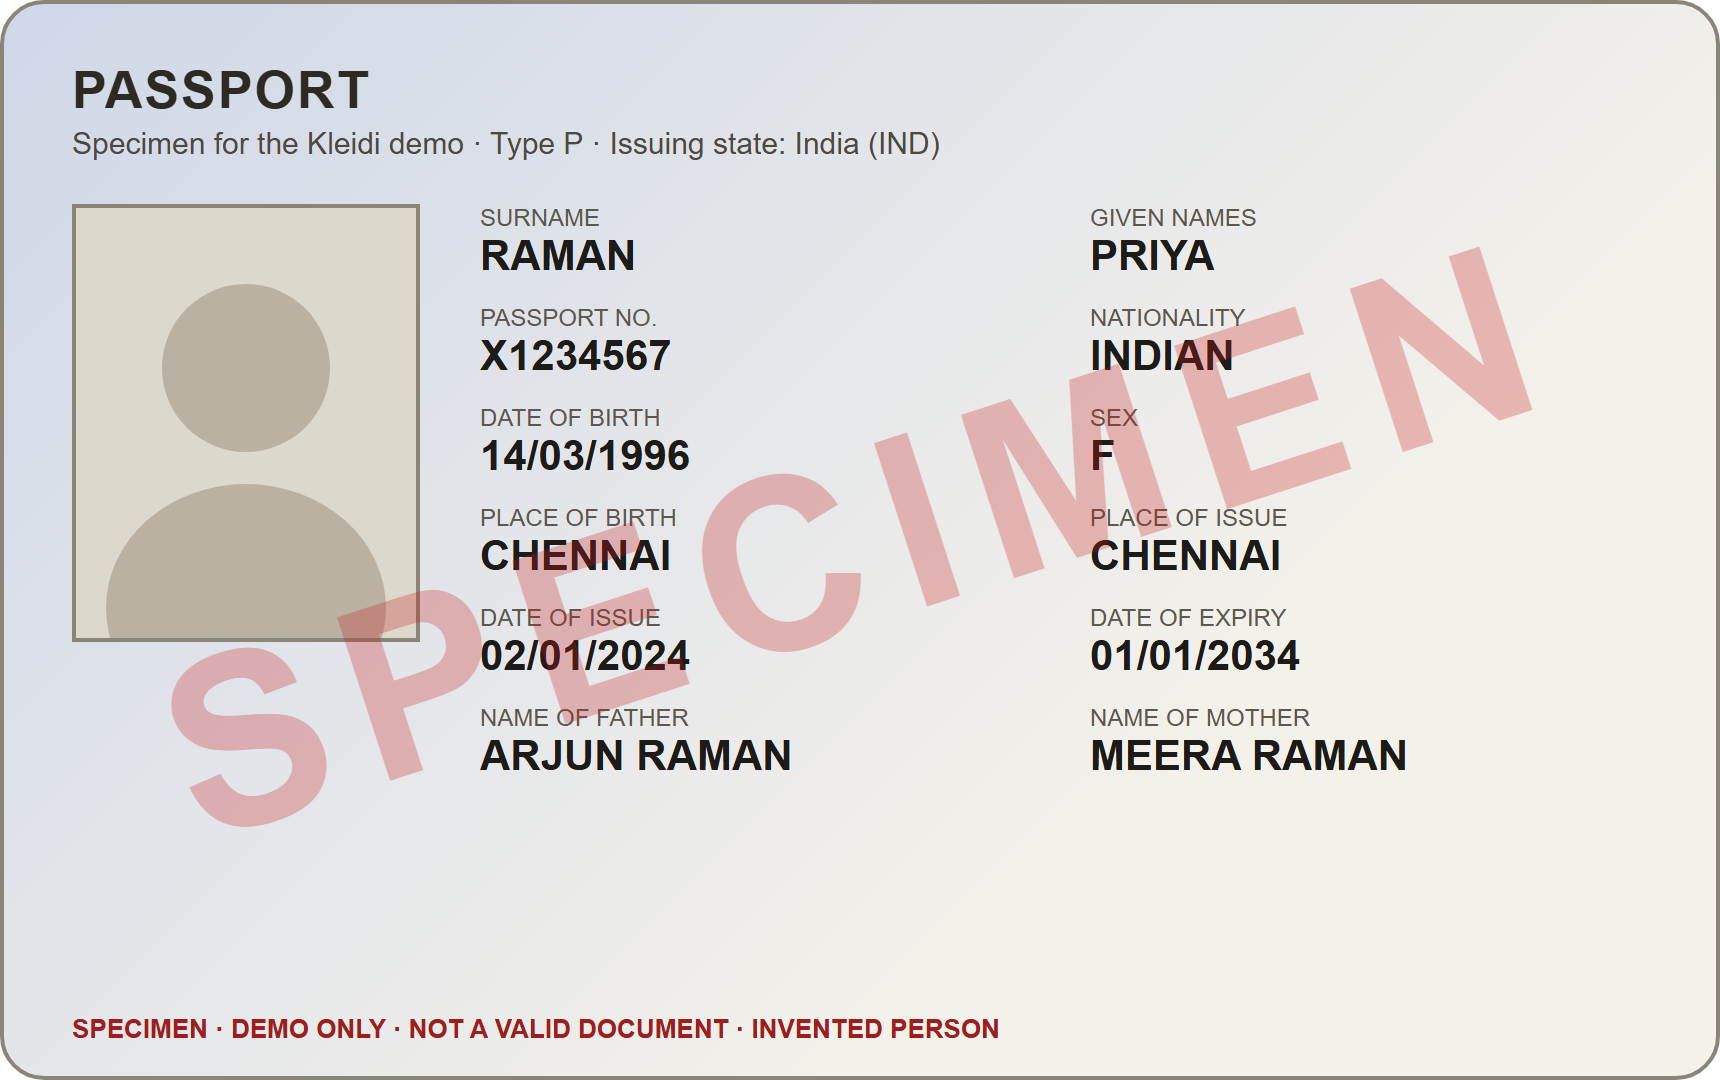 PASSPORT
Specimen for the Kleidi demo · Type P · Issuing state: India (IND)
SURNAME
RAMAN
GIVEN NAMES
PRIYA
PASSPORT NO.
X1234567
NATIONALITY
INDIAN
DATE OF BIRTH
14/03/1996
SEX
F
PLACE OF BIRTH
CHENNAI
PLACE OF ISSUE
CHENNAI
DATE OF ISSUE
02/01/2024
DATE OF EXPIRY
01/01/2034
NAME OF FATHER
ARJUN RAMAN
NAME OF MOTHER
MEERA RAMAN
SPECIMEN
SPECIMEN · DEMO ONLY · NOT A VALID DOCUMENT · INVENTED PERSON